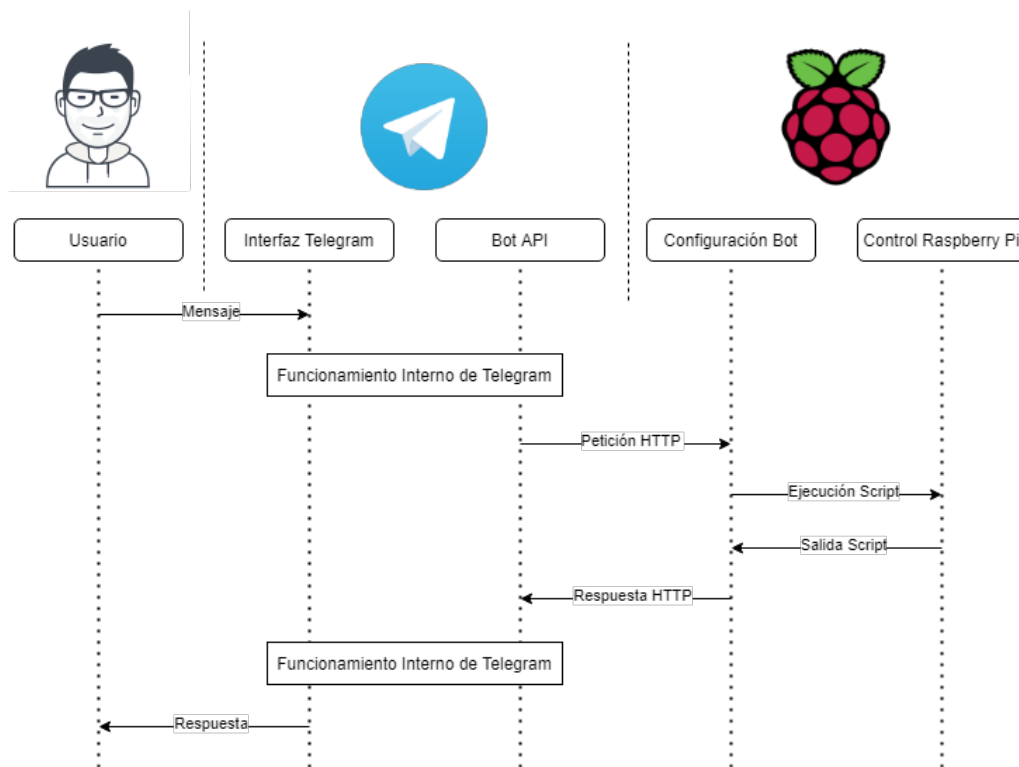 Usuario
Interfaz Telegram
Bot API
Configuración Bot
Control Raspberry Pi
Mensaje
Funcionamiento Interno de Telegram
Petición HTTP
Ejecución Script
Salida Script
Respuesta HTTP
Funcionamiento Interno de Telegram
Respuesta